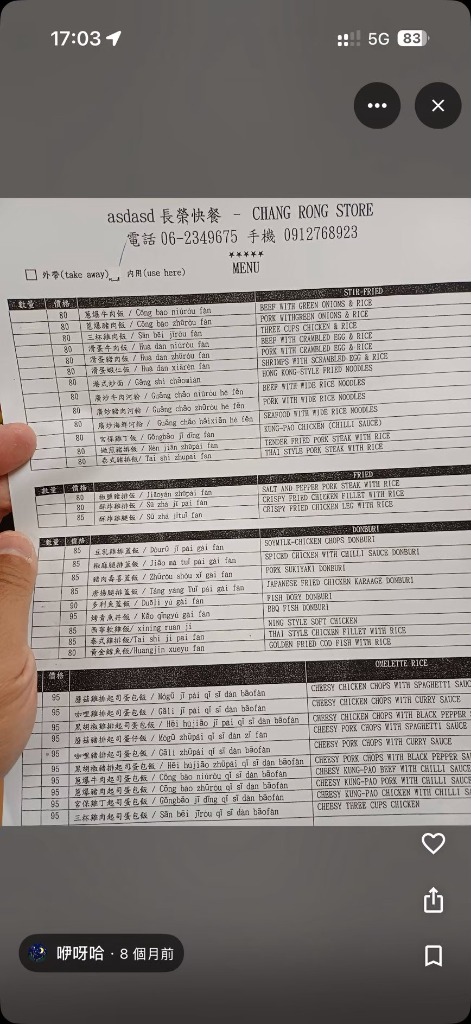 17:03
5G 83
asdasd 長榮快餐 - CHANG RONG STORE
電話 06-2349675 手機 0912768923
★★★★★
□ 外帶(take away) 內用(use here) MENU
數量 價格 STIR-FRIED
80 蔥爆牛肉飯 / Cōng bào niúròu fàn BEEF WITH GREEN ONIONS & RICE
80 蔥爆豬肉飯 / Cōng bào zhūròu fàn PORK WITHGREEN ONIONS & RICE
80 三杯雞肉飯 / Sān bēi jīròu fàn THREE CUPS CHICKEN & RICE
80 滑蛋牛肉飯 / Huá dàn niúròu fàn BEEF WITH CRAMBLED EGG & RICE
80 滑蛋豬肉飯 / Huá dàn zhūròu fàn PORK WITH CRAMBLED EGG & RICE
80 滑蛋蝦仁飯 / Huá dàn xiārén fàn SHRIMPS WITH SCRAMBLED EGG & RICE
80 港式炒面 / Gǎng shì chǎomiàn HONG KONG-STYLE FRIED NOODLES
80 廣炒牛肉河粉 / Guǎng chǎo niúròu hé fěn BEEF WITH WIDE RICE NOODLES
80 廣炒豬肉河粉 / Guǎng chǎo zhūròu hé fěn PORK WITH WIDE RICE NOODLES
80 廣炒海鮮河粉 / Guǎng chǎo hǎixiān hé fěn SEAFOOD WITH WIDE RICE NOODLES
80 宮保雞丁飯 / Gōngbǎo jī dīng fàn KUNG-PAO CHICKEN (CHILLI SAUCE)
80 嫩煎豬排飯 / Nèn jiān zhūpái fàn TENDER FRIED PORK STEAK WITH RICE
80 泰式豬排飯/ Tài shì zhūpái fàn THAI STYLE PORK STEAK WITH RICE
數量 價格 FRIED
80 椒鹽豬排飯 / Jiāoyán zhūpái fàn SALT AND PEPPER PORK STEAK WITH RICE
80 酥炸雞排飯 / Sū zhà jī pái fàn CRISPY FRIED CHICKEN FILLET WITH RICE
85 酥炸雞腿飯 / Sū zhà jītuǐ fàn CRISPY FRIED CHICKEN LEG WITH RICE
數量 價格 DONBURI
85 豆乳雞排蓋飯 / Dòurǔ jī pái gài fàn SOYMILK-CHICKEN CHOPS DONBURI
85 椒麻腿排蓋飯 / Jiāo má tuǐ pái gài fàn SPICED CHICKEN WITH CHILLI SAUCE DONBURI
85 豬肉壽喜蓋飯 / Zhūròu shòu xǐ gài fàn PORK SUKIYAKI DONBURI
85 唐揚腿排蓋飯 / Táng yáng tuǐ pái gài fàn JAPANESE FRIED CHICKEN KARAAGE DONBURI
90 多利魚蓋飯 / Duōlì yú gài fàn FISH DORY DONBURI
95 烤青魚丼飯 / Kǎo qīngyú gài fàn BBQ FISH DONBURI
85 西寧軟雞飯/ xining ruan ji NING STYLE SOFT CHICKEN
85 泰式雞排飯/Tai shi ji pai fan THAI STYLE CHICKEN FILLET WITH RICE
80 黃金鱈魚飯/Huangjin xueyu fan GOLDEN FRIED COD FISH WITH RICE
價格 OMELETTE RICE
95 蘑菇雞排起司蛋包飯 / Mógū jī pái qǐ sī dàn bāofàn CHEESY CHICKEN CHOPS WITH SPAGHETTI SAUC
95 咖哩雞排起司蛋包飯 / Gālí jī pái qǐ sī dàn bāofàn CHEESY CHICKEN CHOPS WITH CURRY SAUCE
95 黑胡椒雞排起司蛋包飯 / Hēi hújiāo jī pái qǐ sī dàn bāofàn CHEESY CHICKEN CHOPS WITH BLACK PEPPER
95 蘑菇豬排起司蛋仔飯 / Mógū zhūpái qǐ sī dàn zǐ fàn CHEESY PORK CHOPS WITH SPAGHETTI SAUCE
95 咖哩豬排起司蛋包飯 / Gālí zhūpái qǐ sī dàn bāofàn CHEESY PORK CHOPS WITH CURRY SAUCE
95 黑胡椒豬排起司蛋包飯 / Hēi hújiāo zhūpái qǐ sī dàn bāofàn CHEESY PORK CHOPS WITH BLACK PEPPER SA
95 蔥爆牛肉起司蛋包飯 / Cōng bào niúròu qǐ sī dàn bāofàn CHEESY KUNG-PAO BEEF WITH CHILLI SAUCE
95 蔥爆豬肉起司蛋包飯 / Cōng bào zhūròu qǐ sī dàn bāofàn CHEESY KUNG-PAO PORK WITH CHILLI SAUCE
95 宮保雞丁起司蛋包飯 / Gōngbǎo jī dīng qǐ sī dàn bāofàn CHEESY KUNG-PAO CHICKEN WITH CHILLI S
95 三杯雞肉起司蛋包飯 / Sān bēi jīròu qǐ sī dàn bāofàn CHEESY THREE CUPS CHICKEN
咿呀哈 · 8 個月前